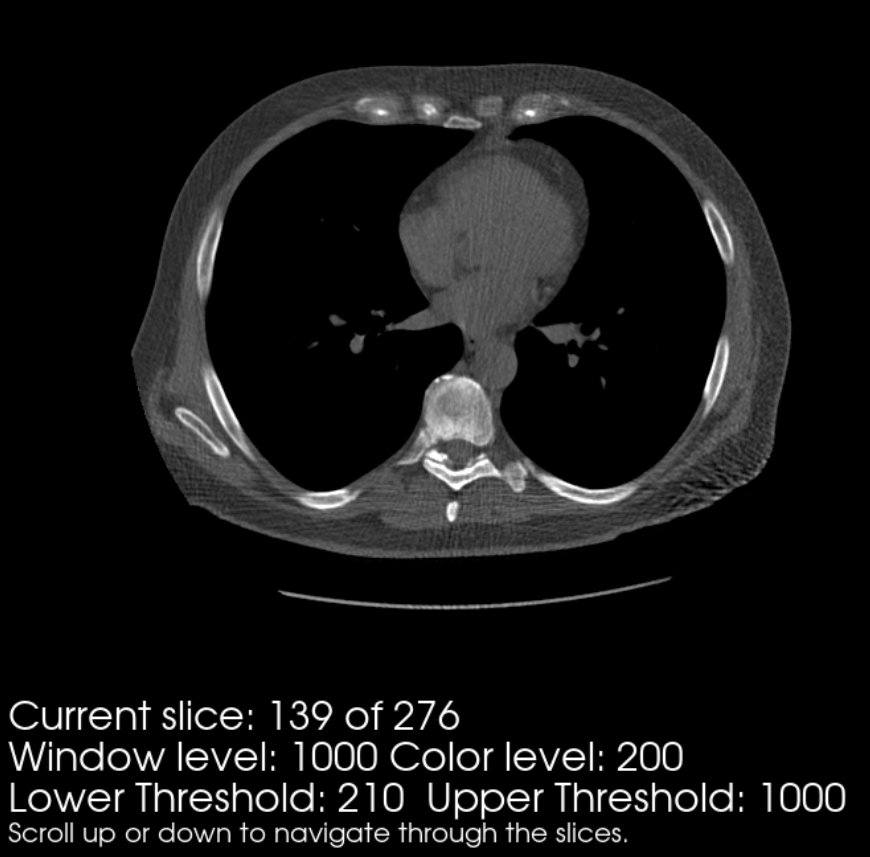 Current slice: 139 of 276
Window level: 1000 Color level: 200
Lower Threshold: 210 Upper Threshold: 1000
Scroll up or down to navigate through the slices.